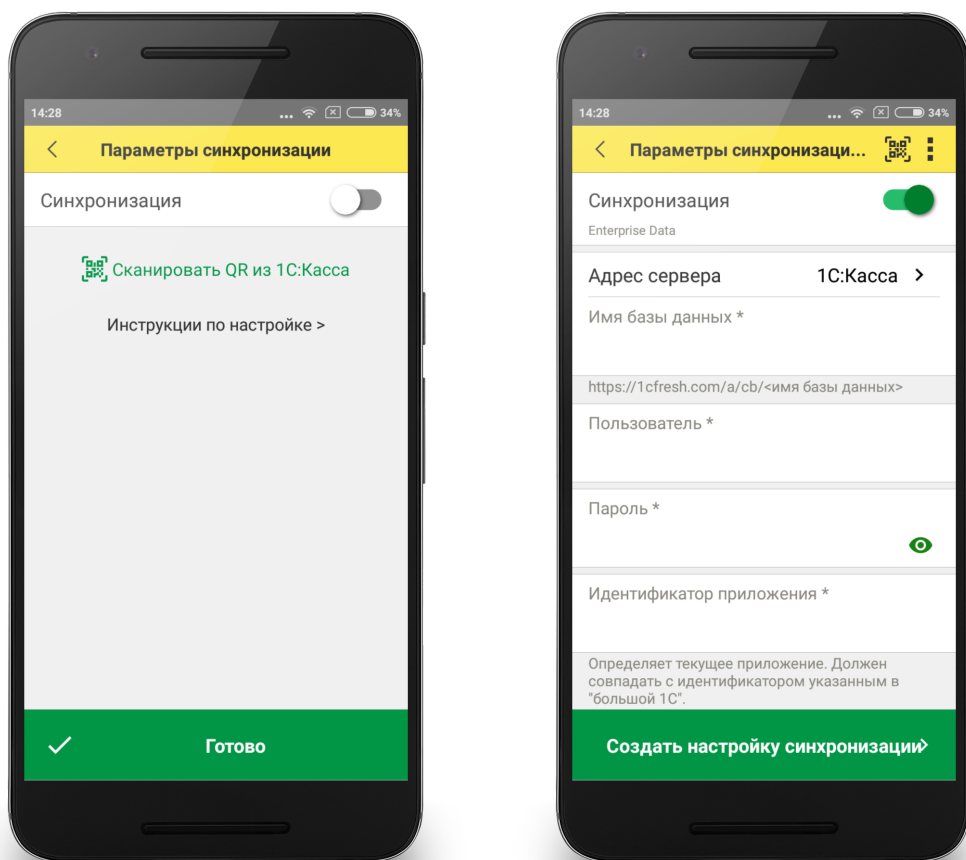 14:28
... 34%
Параметры синхронизации
Синхронизация
Сканировать QR из 1С:Касса
Инструкции по настройке >
Готово
14:28
... 34%
Параметры синхронизаци...
Синхронизация
Enterprise Data
Адрес сервера 1С:Касса >
Имя базы данных *
https://1cfresh.com/a/cb/<имя базы данных>
Пользователь *
Пароль *
Идентификатор приложения *
Определяет текущее приложение. Должен
совпадать с идентификатором указанным в
"большой 1С".
Создать настройку синхронизации>